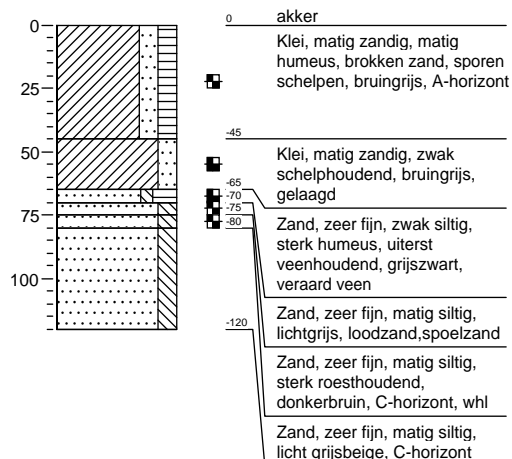 0
25
50
75
100
0
-45
-65
-70
-75
-80
-120
akker
Klei, matig zandig, matig
humeus, brokken zand, sporen
schelpen, bruingrijs, A-horizont
Klei, matig zandig, zwak
schelphoudend, bruingrijs,
gelaagd
Zand, zeer fijn, zwak siltig,
sterk humeus, uiterst
veenhoudend, grijszwart,
veraard veen
Zand, zeer fijn, matig siltig,
lichtgrijs, loodzand,spoelzand
Zand, zeer fijn, matig siltig,
sterk roesthoudend,
donkerbruin, C-horizont, whl
Zand, zeer fijn, matig siltig,
licht grijsbeige, C-horizont